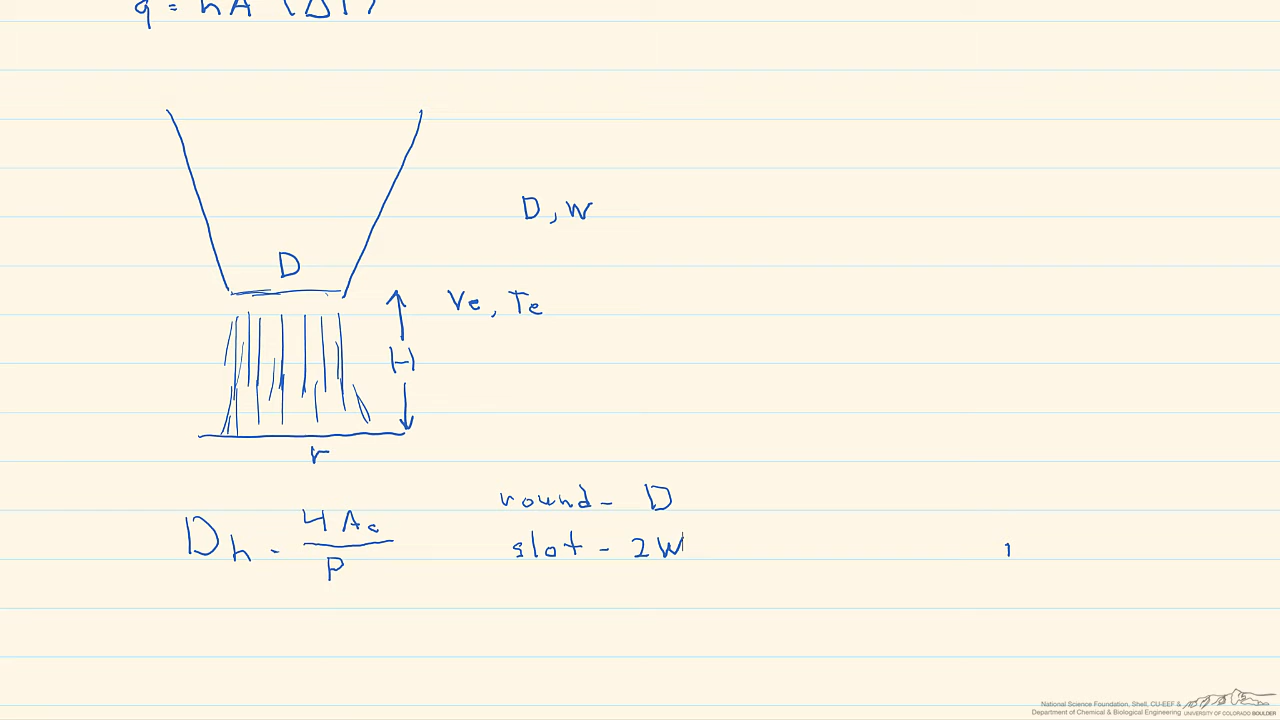 q = hA (ΔT)
D, W
D
Ve, Te
H
r
round - D
Dh = 4Ac / P
slot - 2W
1
National Science Foundation, Shell, CU-EEF &
Department of Chemical & Biological Engineering UNIVERSITY OF COLORADO BOULDER